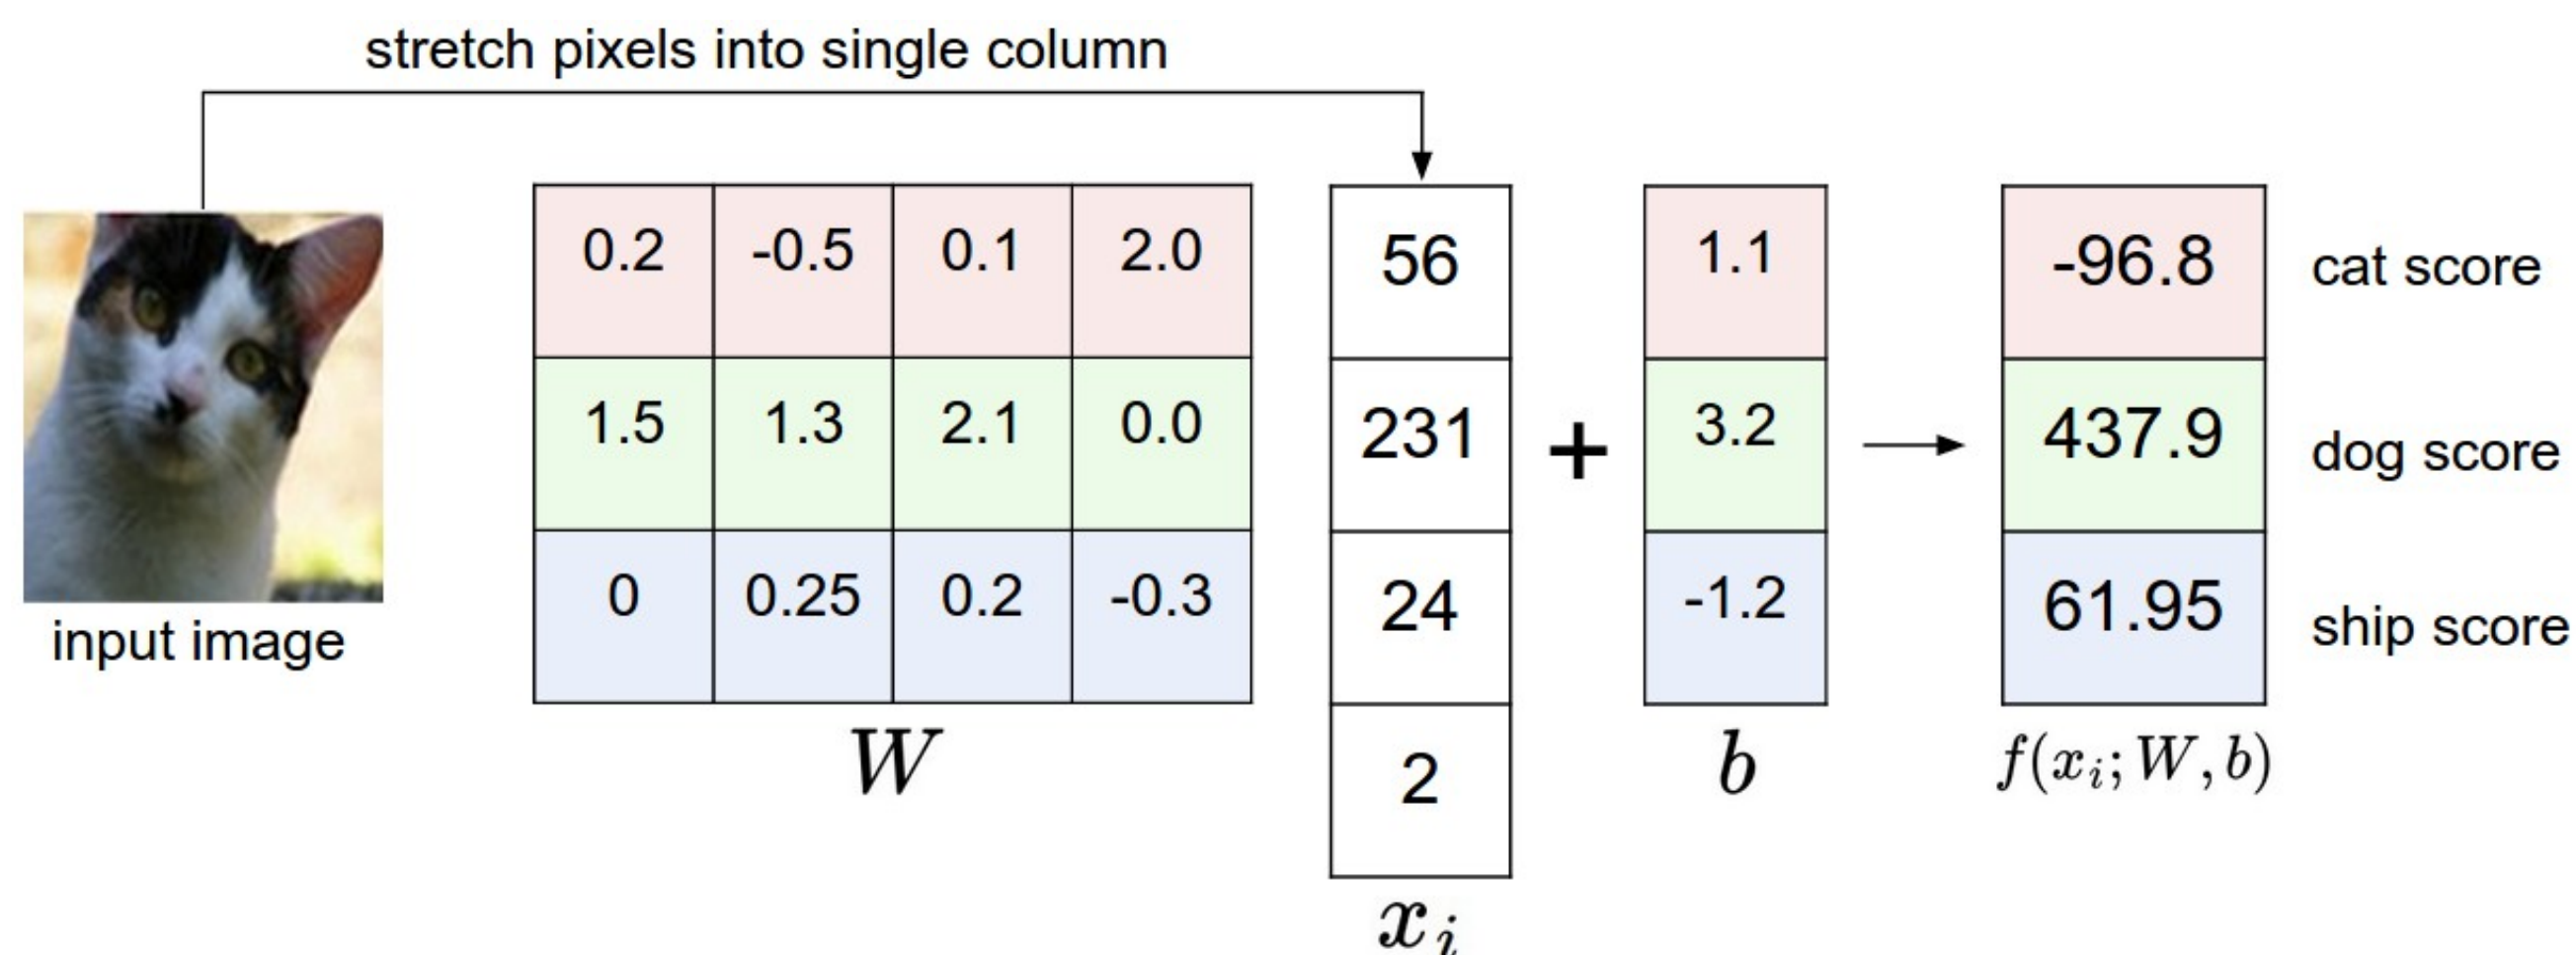 stretch pixels into single column
0.2 -0.5 0.1 2.0
1.5 1.3 2.1 0.0
0 0.25 0.2 -0.3
W
56
231
24
2
x_i
+
1.1
3.2
-1.2
b
-96.8 cat score
437.9 dog score
61.95 ship score
f(x_i; W, b)
input image